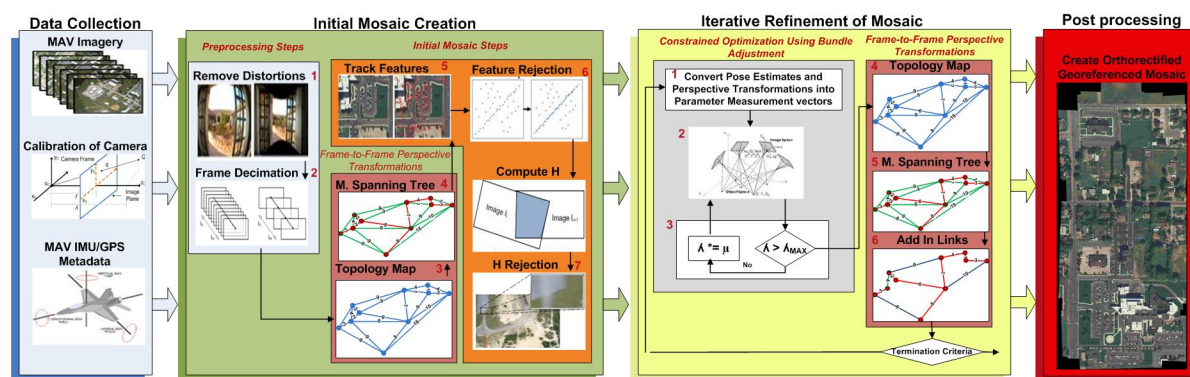 Data Collection
MAV Imagery
Calibration of Camera
Camera Frame
Image
Plane
MAV IMU/GPS
Metadata
Initial Mosaic Creation
Preprocessing Steps
Remove Distortions 1
Frame Decimation 2
Initial Mosaic Steps
Track Features 5
Frame-to-Frame Perspective
Transformations
M. Spanning Tree 4
Topology Map 3
Feature Rejection 6
Compute H
Image Ii
Image Ii+1
H Rejection 7
Iterative Refinement of Mosaic
Constrained Optimization Using Bundle
Adjustment
1
Convert Pose Estimates and
Perspective Transformations into
Parameter Measurement vectors
2
3
ʎ *= μ
ʎ > ʎMAX
No
Frame-to-Frame Perspective
Transformations
4
Topology Map
5 M. Spanning Tree
6 Add In Links
Termination Criteria
Post processing
Create Orthorectified
Georeferenced Mosaic